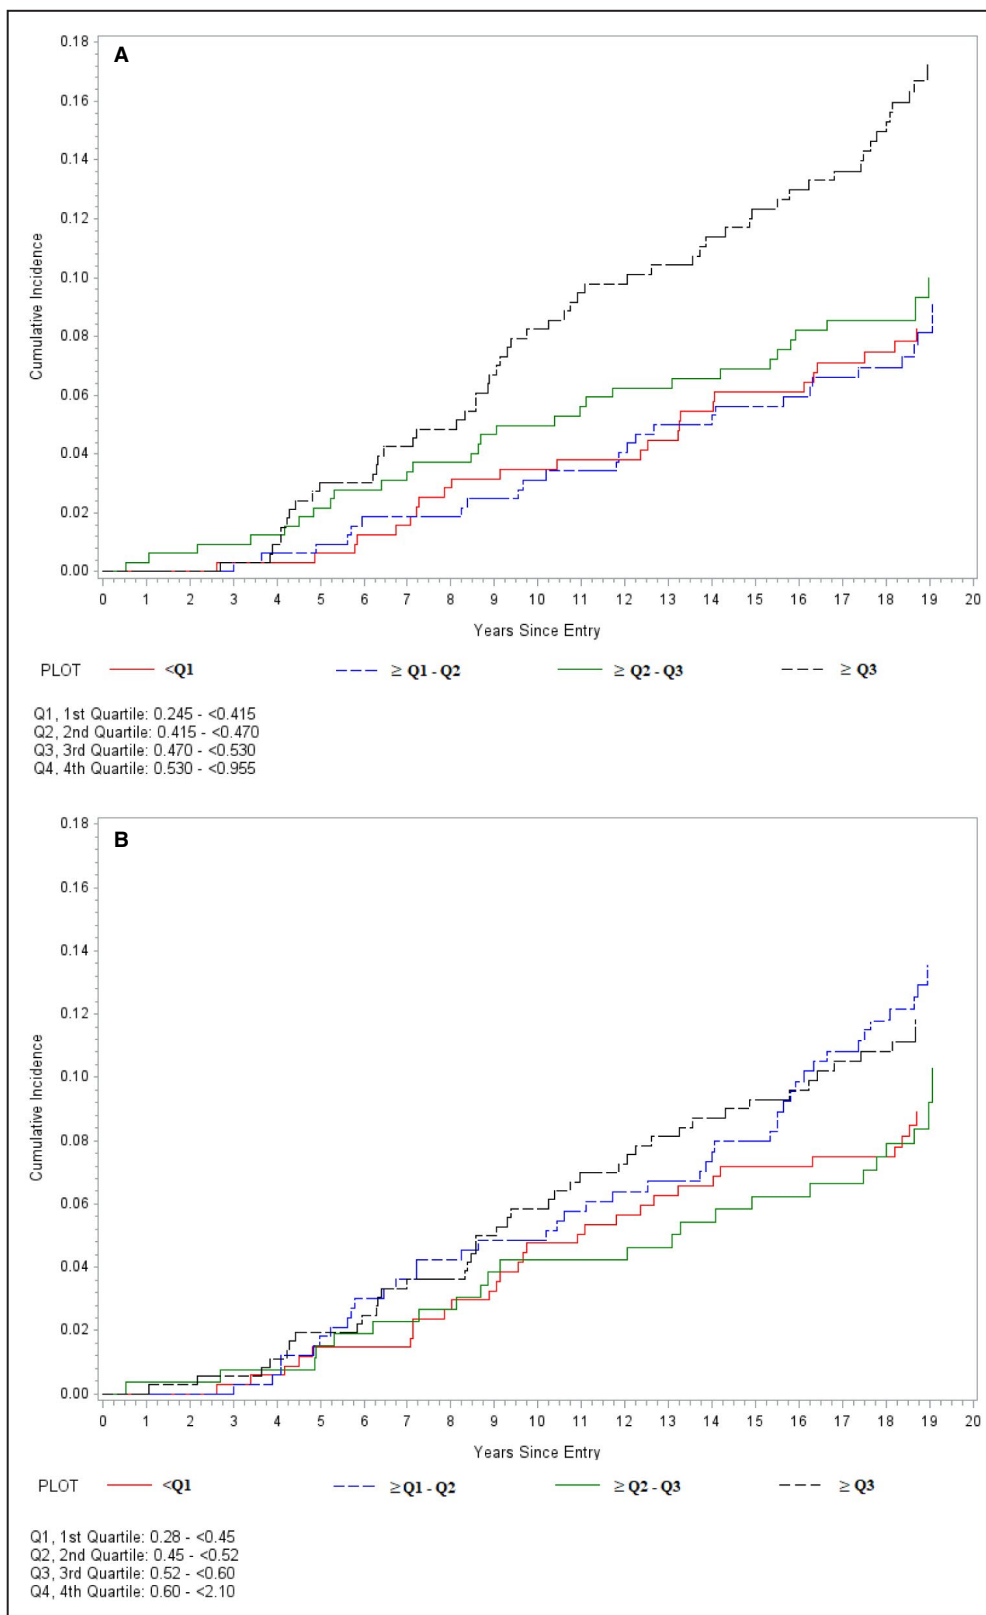 A
0.18
0.16
0.14
0.12
0.10
0.08
0.06
0.04
0.02
0.00
Cumulative Incidence
0 1 2 3 4 5 6 7 8 9 10 11 12 13 14 15 16 17 18 19 20
Years Since Entry
PLOT <Q1 ≥ Q1 - Q2 ≥ Q2 - Q3 ≥ Q3
Q1, 1st Quartile: 0.245 - <0.415
Q2, 2nd Quartile: 0.415 - <0.470
Q3, 3rd Quartile: 0.470 - <0.530
Q4, 4th Quartile: 0.530 - <0.955
B
0.18
0.16
0.14
0.12
0.10
0.08
0.06
0.04
0.02
0.00
Cumulative Incidence
0 1 2 3 4 5 6 7 8 9 10 11 12 13 14 15 16 17 18 19 20
Years Since Entry
PLOT <Q1 ≥Q1 - Q2 ≥ Q2 - Q3 ≥ Q3
Q1, 1st Quartile: 0.28 - <0.45
Q2, 2nd Quartile: 0.45 - <0.52
Q3, 3rd Quartile: 0.52 - <0.60
Q4, 4th Quartile: 0.60 - <2.10